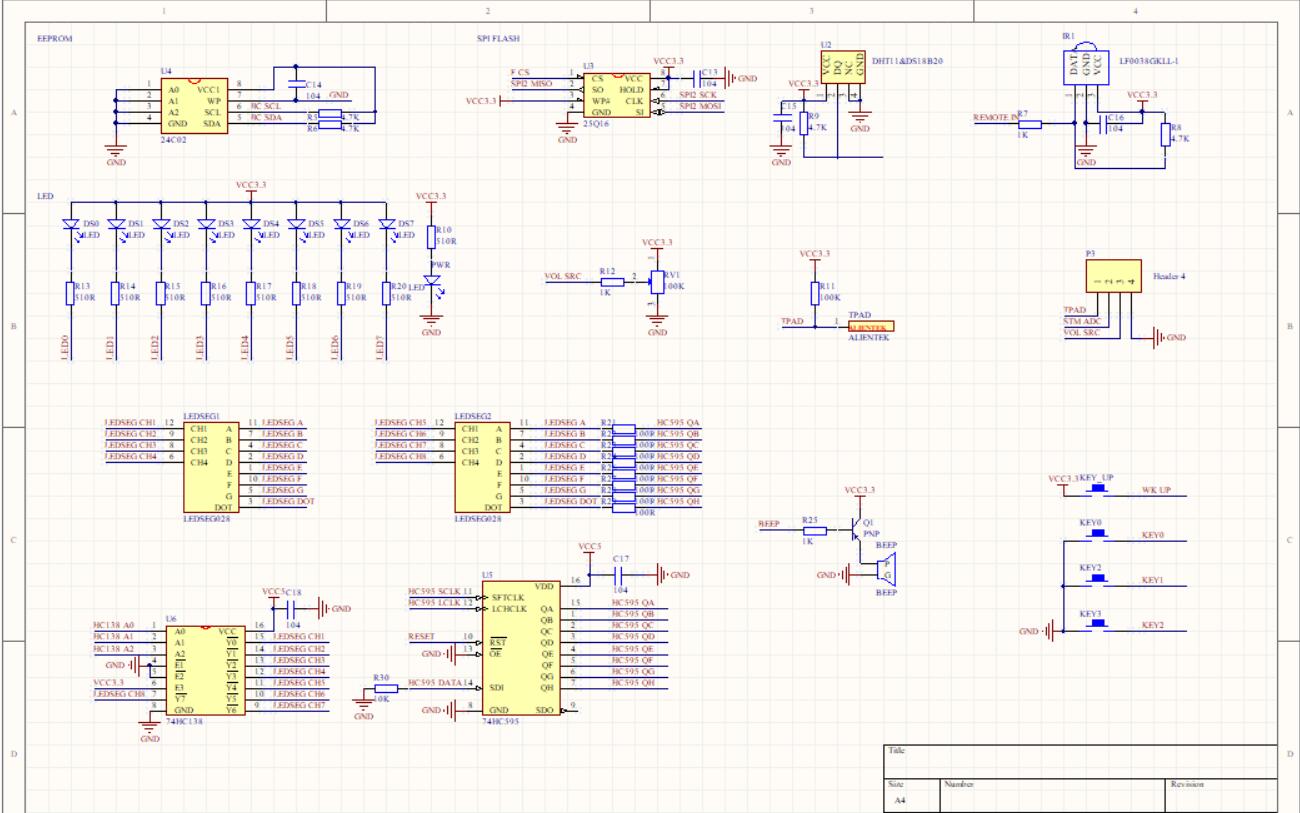 1 2 3 4
EEPROM
U4
1 A0 VCC1 8
2 A1 WP 7 GND
3 A2 SCL 6 IIC SCL
4 GND SDA 5 IIC SDA
24C02
C14
104
R5 4.7K
R6 4.7K
GND
SPI FLASH
U3
F CS 1 CS VCC 8
SPI2 MISO 2 SO HOLD
VCC3.3 3 WP# CLK 6 SPI2 SCK
4 GND SI 5 SPI2 MOSI
25Q16
GND
VCC3.3
C13
104
GND
U2
VCC DQ NC GND
1 2 3 4
DHT11&DS18B20
VCC3.3
C15
104
R9
4.7K
GND
GND
IR1
DAT GND VCC
1 2 3
LF0038GKLL-1
VCC3.3
REMOTE IN R7
1K
C16
104
R8
4.7K
GND
A
A
LED
VCC3.3
DS0 DS1 DS2 DS3 DS4 DS5 DS6 DS7
LED LED LED LED LED LED LED LED
R13 R14 R15 R16 R17 R18 R19 R20
510R 510R 510R 510R 510R 510R 510R 510R
LED0 LED1 LED2 LED3 LED4 LED5 LED6 LED7
VCC3.3
R10
510R
PWR
LED
GND
VCC3.3
VOL SRC R12
1K
1 2 3
RV1
100K
GND
VCC3.3
R11
100K
TPAD 1
TPAD
ALIENTEK
ALIENTEK
P3
1 2 3 4
Header 4
TPAD
STM ADC
VOL SRC
GND
B
B
LEDSEG1
LEDSEG CH1 12 CH1 A 11 LEDSEG A
LEDSEG CH2 9 CH2 B 7 LEDSEG B
LEDSEG CH3 8 CH3 C 4 LEDSEG C
LEDSEG CH4 6 CH4 D 2 LEDSEG D
E 1 LEDSEG E
F 10 LEDSEG F
G 5 LEDSEG G
DOT 3 LEDSEG DOT
LEDSEG028
LEDSEG2
LEDSEG CH5 12 CH1 A 11 LEDSEG A HC595 QA
LEDSEG CH6 9 CH2 B 7 LEDSEG B 100R HC595 QB
LEDSEG CH7 8 CH3 C 4 LEDSEG C 100R HC595 QC
LEDSEG CH8 6 CH4 D 2 LEDSEG D 100R HC595 QD
E 1 LEDSEG E 100R HC595 QE
F 10 LEDSEG F 100R HC595 QF
G 5 LEDSEG G 100R HC595 QG
DOT 3 LEDSEG DOT 100R HC595 QH
100R
LEDSEG028
VCC3.3
BEEP R25
1K
Q1
PNP
BEEP
P
G
BEEP
GND
VCC3.3 KEY_UP WK UP
KEY0 KEY0
KEY2 KEY1
KEY3 KEY2
GND
C
C
U6
VCC5 C18
104
GND
HC138 A0 1 A0 VCC 16
HC138 A1 2 A1 Y0 15 LEDSEG CH1
HC138 A2 3 A2 Y1 14 LEDSEG CH2
GND 4 E1 Y2 13 LEDSEG CH3
5 E2 Y3 12 LEDSEG CH4
VCC3.3 6 E3 Y4 11 LEDSEG CH5
LEDSEG CH8 7 Y7 Y5 10 LEDSEG CH6
8 GND Y6 9 LEDSEG CH7
74HC138
GND
U5
VCC5
C17
104
GND
VDD 16
HC595 SCLK 11 SFTCLK
HC595 LCLK 12 LCHCLK QA 15 HC595 QA
QB 1 HC595 QB
QC 2 HC595 QC
RESET 10 RST QD 3 HC595 QD
GND 13 OE QE 4 HC595 QE
QF 5 HC595 QF
QG 6 HC595 QG
R30
10K
HC595 DATA 14 SDI QH 7 HC595 QH
GND
GND 8 GND SDO 9
74HC595
D
D
Title
Size Number Revision
A4